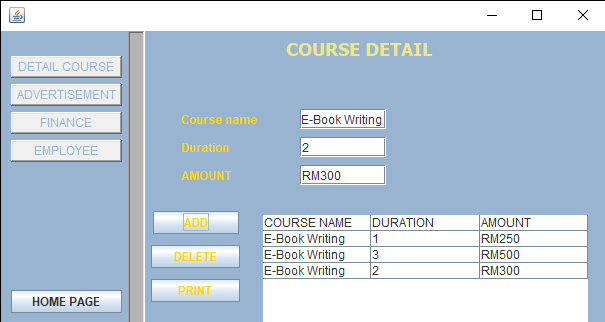 COURSE DETAIL
DETAIL COURSE
ADVERTISEMENT
FINANCE
EMPLOYEE
HOME PAGE
Course name E-Book Writing
Duration 2
AMOUNT RM300
ADD
DELETE
PRINT
COURSE NAME DURATION AMOUNT
E-Book Writing 1 RM250
E-Book Writing 3 RM500
E-Book Writing 2 RM300